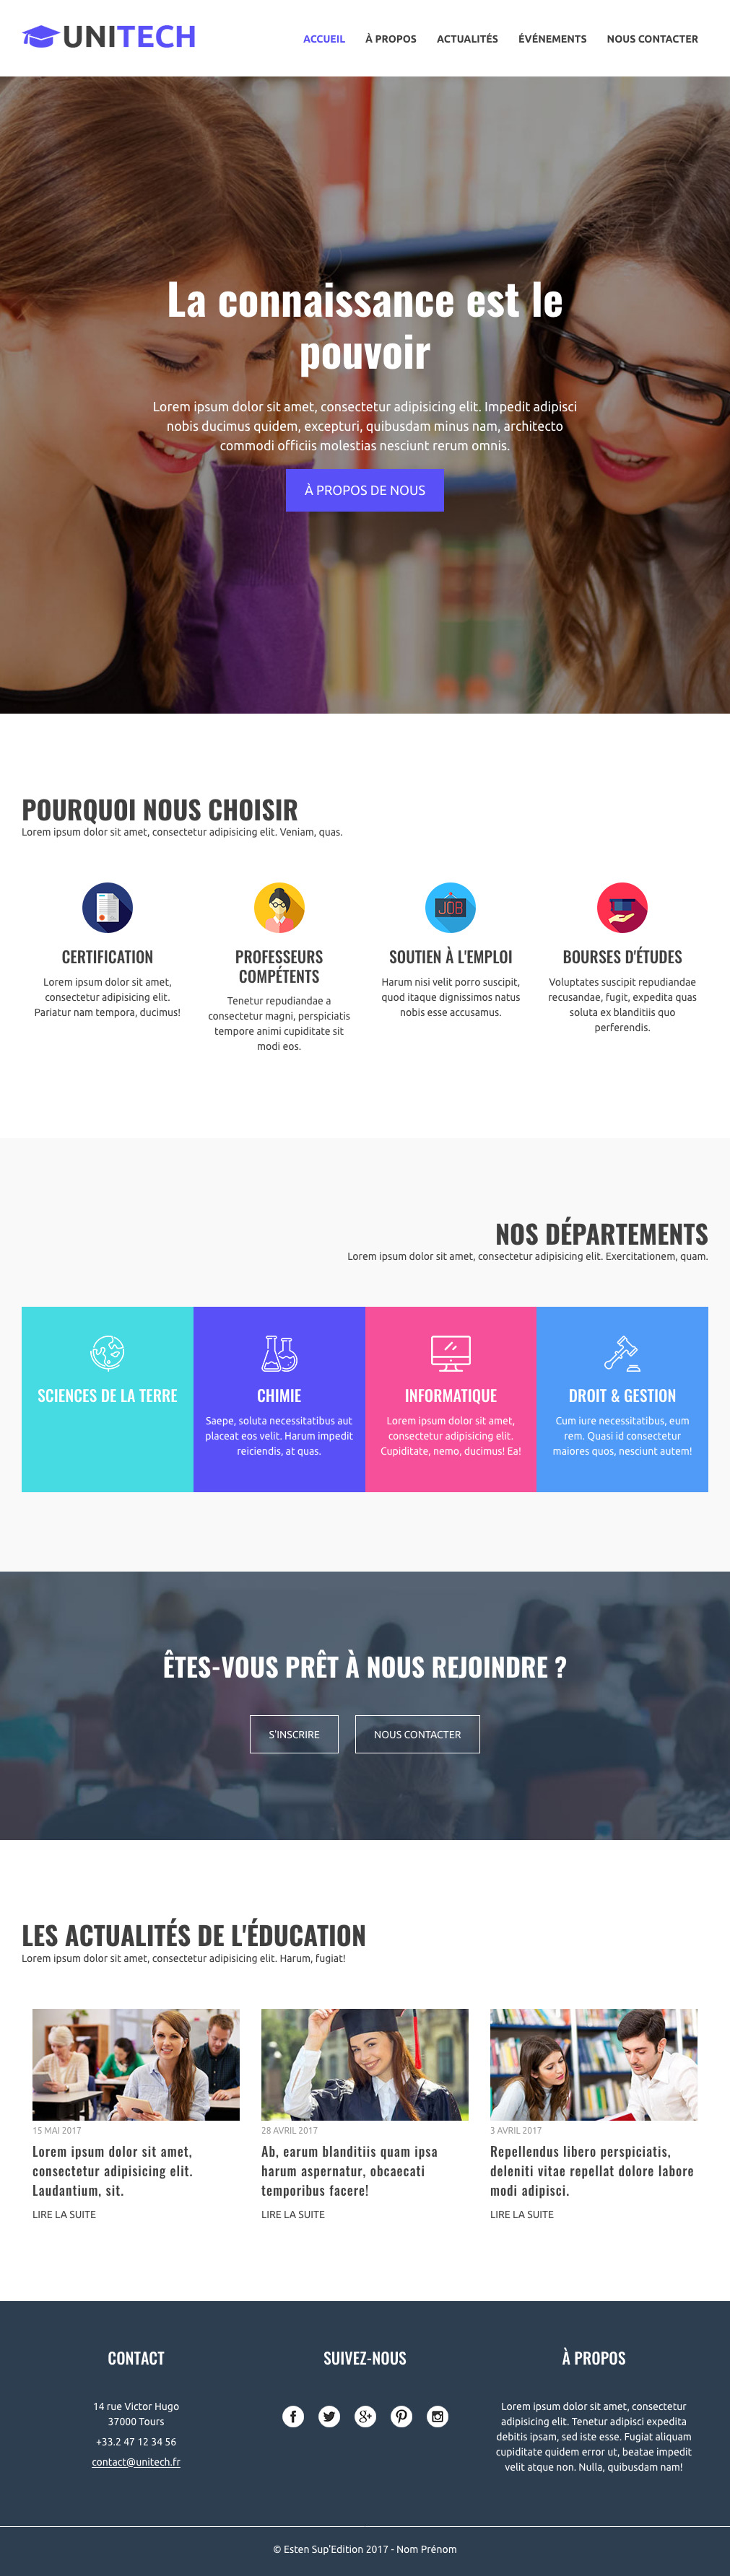 UNITECH
ACCUEIL À PROPOS ACTUALITÉS ÉVÉNEMENTS NOUS CONTACTER
La connaissance est le
pouvoir
Lorem ipsum dolor sit amet, consectetur adipisicing elit. Impedit adipisci
nobis ducimus quidem, excepturi, quibusdam minus nam, architecto
commodi officiis molestias nesciunt rerum omnis.
À PROPOS DE NOUS
POURQUOI NOUS CHOISIR
Lorem ipsum dolor sit amet, consectetur adipisicing elit. Veniam, quas.
CERTIFICATION
Lorem ipsum dolor sit amet,
consectetur adipisicing elit.
Pariatur nam tempora, ducimus!
PROFESSEURS
COMPÉTENTS
Tenetur repudiandae a
consectetur magni, perspiciatis
tempore animi cupiditate sit
modi eos.
JOB
SOUTIEN À L'EMPLOI
Harum nisi velit porro suscipit,
quod itaque dignissimos natus
nobis esse accusamus.
BOURSES D'ÉTUDES
Voluptates suscipit repudiandae
recusandae, fugit, expedita quas
soluta ex blanditiis quo
perferendis.
NOS DÉPARTEMENTS
Lorem ipsum dolor sit amet, consectetur adipisicing elit. Exercitationem, quam.
SCIENCES DE LA TERRE
CHIMIE
Saepe, soluta necessitatibus aut
placeat eos velit. Harum impedit
reiciendis, at quas.
INFORMATIQUE
Lorem ipsum dolor sit amet,
consectetur adipisicing elit.
Cupiditate, nemo, ducimus! Ea!
DROIT & GESTION
Cum iure necessitatibus, eum
rem. Quasi id consectetur
maiores quos, nesciunt autem!
ÊTES-VOUS PRÊT À NOUS REJOINDRE ?
S'INSCRIRE
NOUS CONTACTER
LES ACTUALITÉS DE L'ÉDUCATION
Lorem ipsum dolor sit amet, consectetur adipisicing elit. Harum, fugiat!
15 MAI 2017
Lorem ipsum dolor sit amet,
consectetur adipisicing elit.
Laudantium, sit.
LIRE LA SUITE
28 AVRIL 2017
Ab, earum blanditiis quam ipsa
harum aspernatur, obcaecati
temporibus facere!
LIRE LA SUITE
3 AVRIL 2017
Repellendus libero perspiciatis,
deleniti vitae repellat dolore labore
modi adipisci.
LIRE LA SUITE
CONTACT
14 rue Victor Hugo
37000 Tours
+33.2 47 12 34 56
contact@unitech.fr
SUIVEZ-NOUS
À PROPOS
Lorem ipsum dolor sit amet, consectetur
adipisicing elit. Tenetur adipisci expedita
debitis ipsam, sed iste esse. Fugiat aliquam
cupiditate quidem error ut, beatae impedit
velit atque non. Nulla, quibusdam nam!
© Esten Sup'Edition 2017 - Nom Prénom